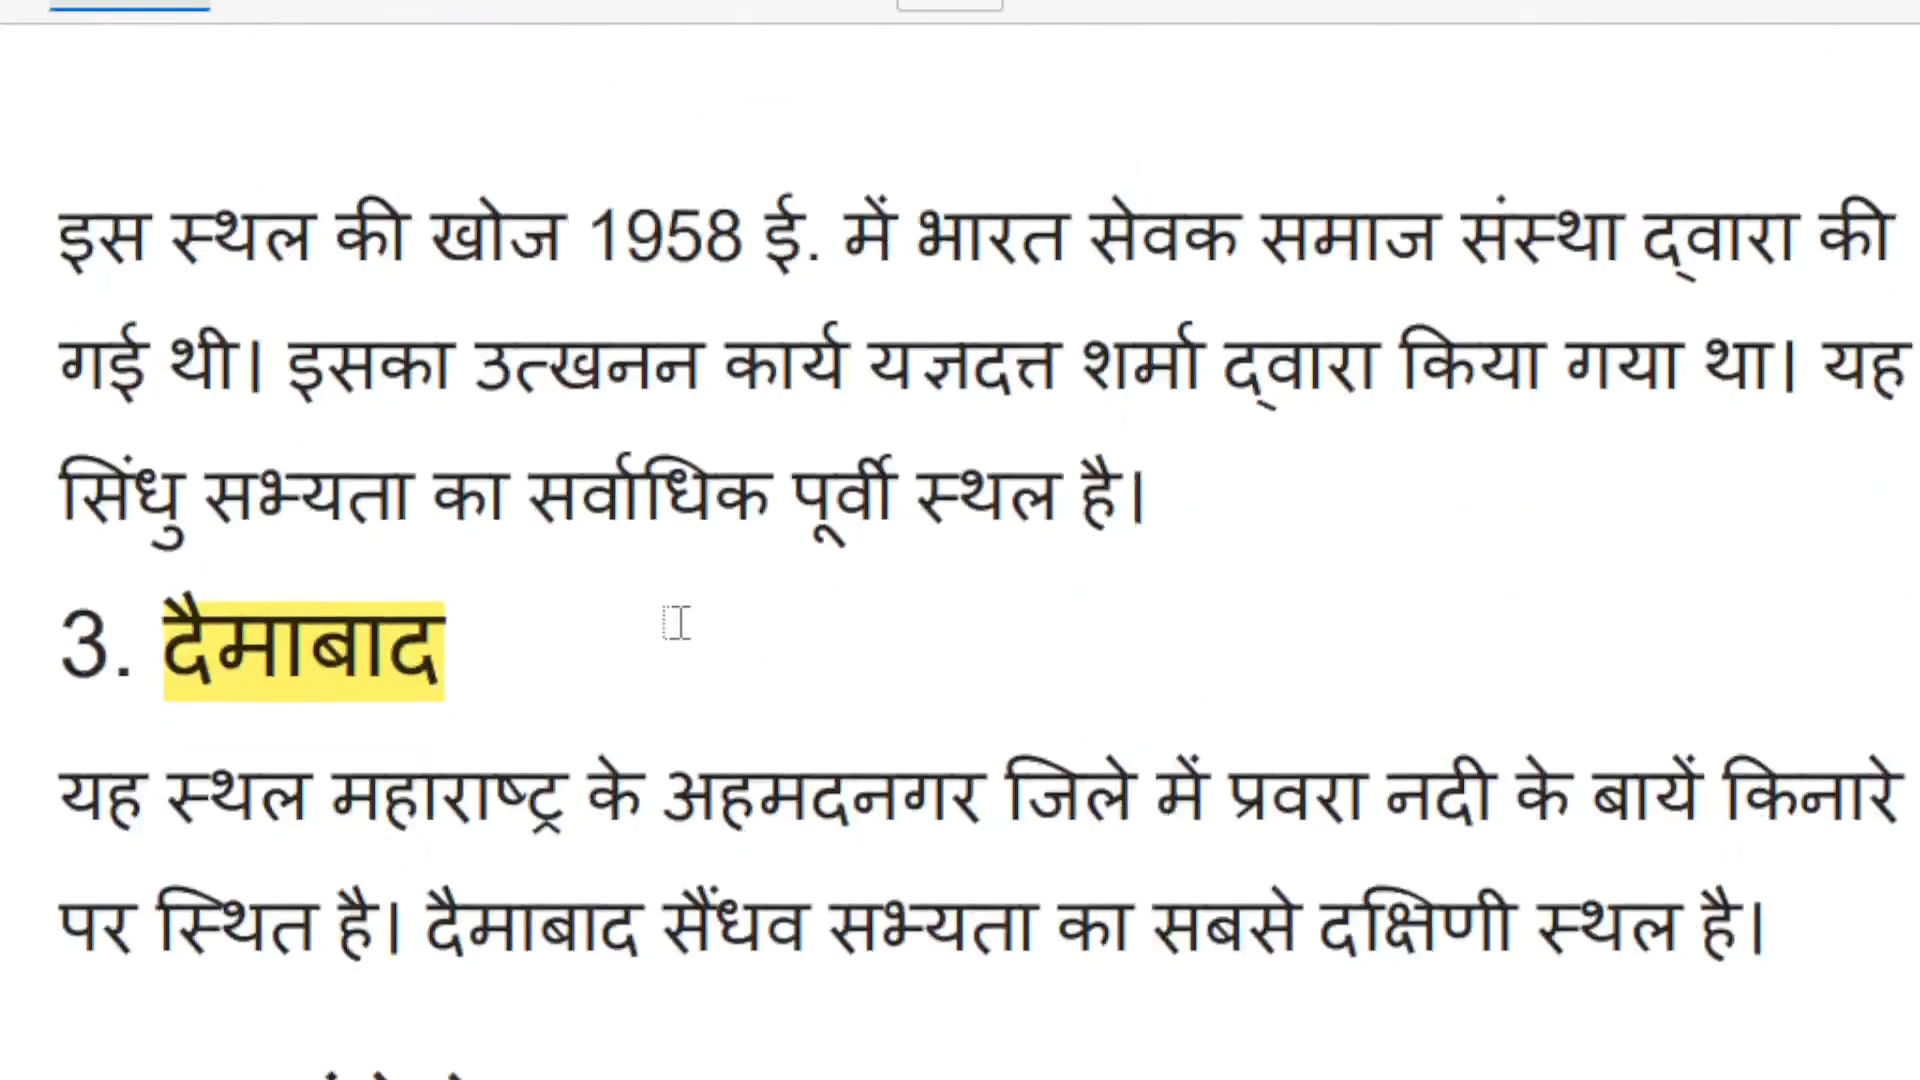 इस स्थल की खोज 1958 ई. में भारत सेवक समाज संस्था द्वारा की
गई थी। इसका उत्खनन कार्य यज्ञदत्त शर्मा द्वारा किया गया था। यह
सिंधु सभ्यता का सर्वाधिक पूर्वी स्थल है।
3. दैमाबाद
यह स्थल महाराष्ट्र के अहमदनगर जिले में प्रवरा नदी के बायें किनारे
पर स्थित है। दैमाबाद सैंधव सभ्यता का सबसे दक्षिणी स्थल है।